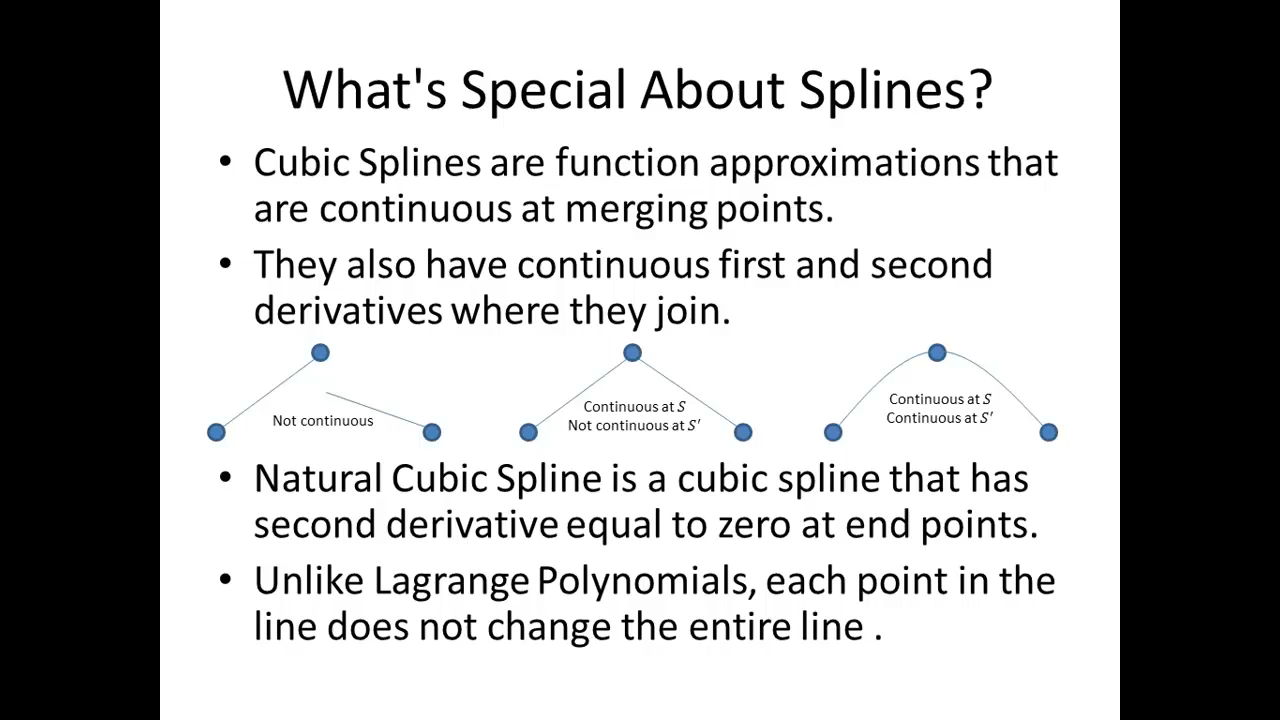 What's Special About Splines?
• Cubic Splines are function approximations that
are continuous at merging points.
• They also have continuous first and second
derivatives where they join.
Not continuous
Continuous at S
Not continuous at S′
Continuous at S
Continuous at S′
• Natural Cubic Spline is a cubic spline that has
second derivative equal to zero at end points.
• Unlike Lagrange Polynomials, each point in the
line does not change the entire line .